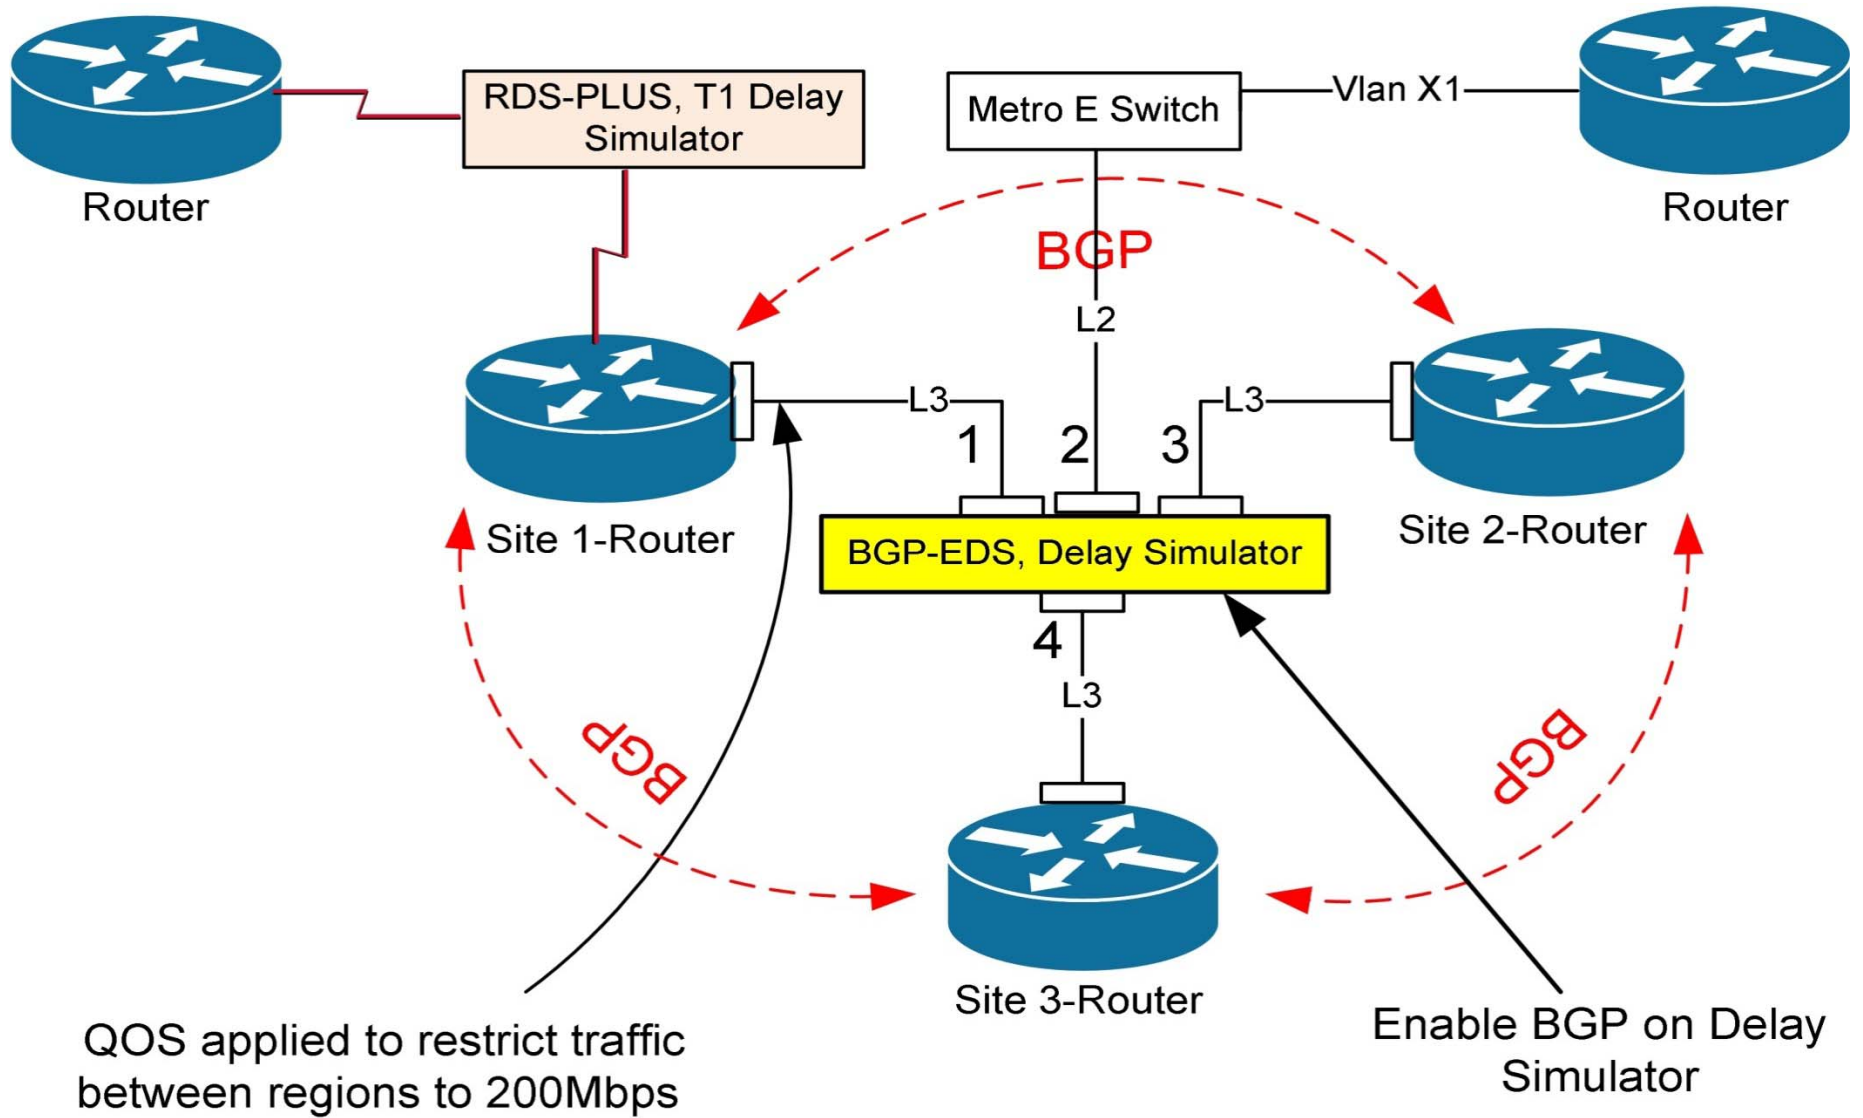 RDS-PLUS, T1 Delay
Simulator
Metro E Switch
Vlan X1
Router
Router
BGP
L2
L3
L3
1
2
3
Site 1-Router
Site 2-Router
BGP-EDS, Delay Simulator
4
L3
BGP
BGP
Site 3-Router
QOS applied to restrict traffic
between regions to 200Mbps
Enable BGP on Delay
Simulator